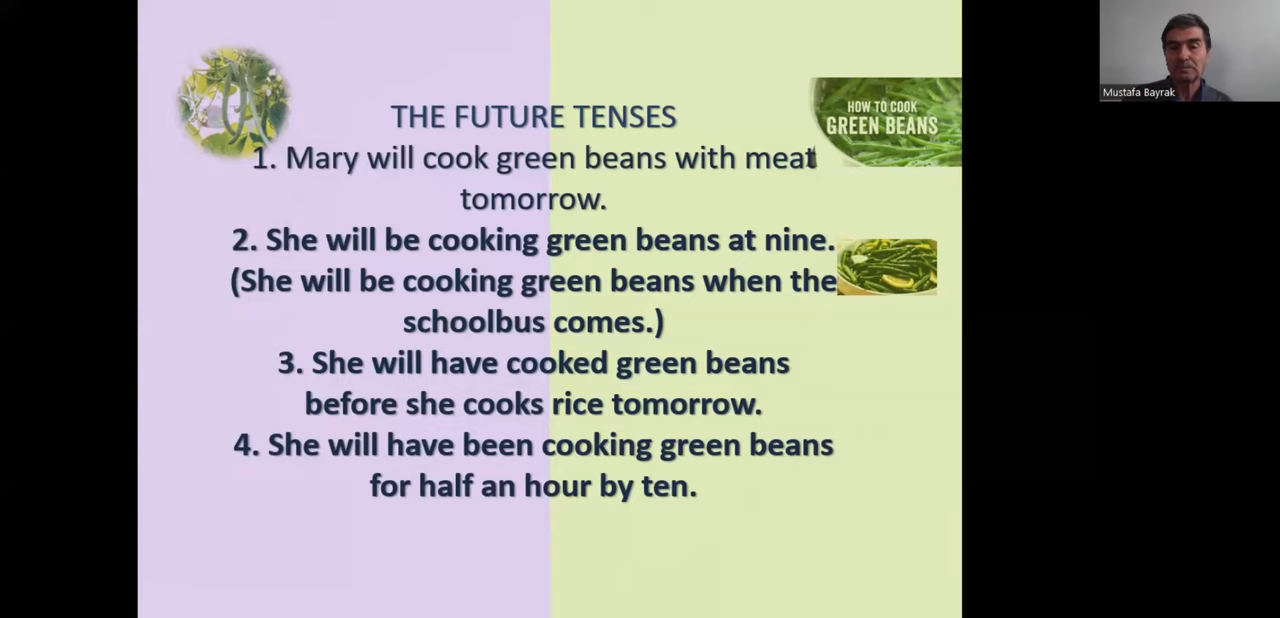 THE FUTURE TENSES
1. Mary will cook green beans with meat
tomorrow.
2. She will be cooking green beans at nine.
(She will be cooking green beans when the
schoolbus comes.)
3. She will have cooked green beans
before she cooks rice tomorrow.
4. She will have been cooking green beans
for half an hour by ten.
HOW TO COOK
GREEN BEANS
Mustafa Bayrak